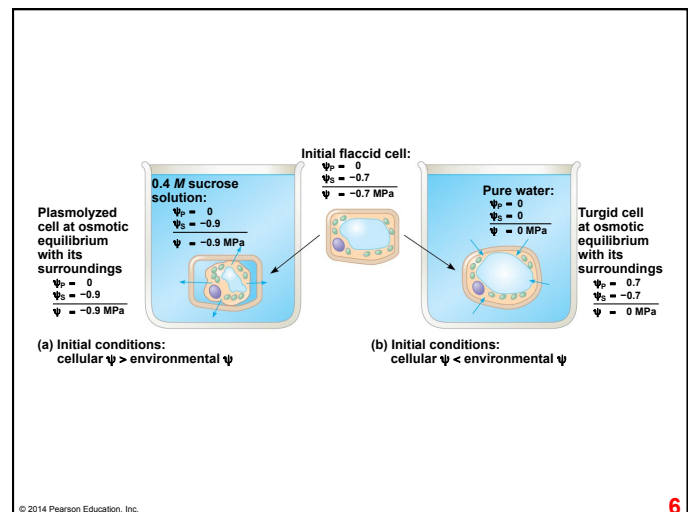 Initial flaccid cell:
ψP = 0
ψS = −0.7
ψ = −0.7 MPa
0.4 M sucrose
solution:
ψP = 0
ψS = −0.9
ψ = −0.9 MPa
Plasmolyzed
cell at osmotic
equilibrium
with its
surroundings
ψP = 0
ψS = −0.9
ψ = −0.9 MPa
Pure water:
ψP = 0
ψS = 0
ψ = 0 MPa
Turgid cell
at osmotic
equilibrium
with its
surroundings
ψP = 0.7
ψS = −0.7
ψ = 0 MPa
(a) Initial conditions:
cellular ψ > environmental ψ
(b) Initial conditions:
cellular ψ < environmental ψ
© 2014 Pearson Education, Inc.
6